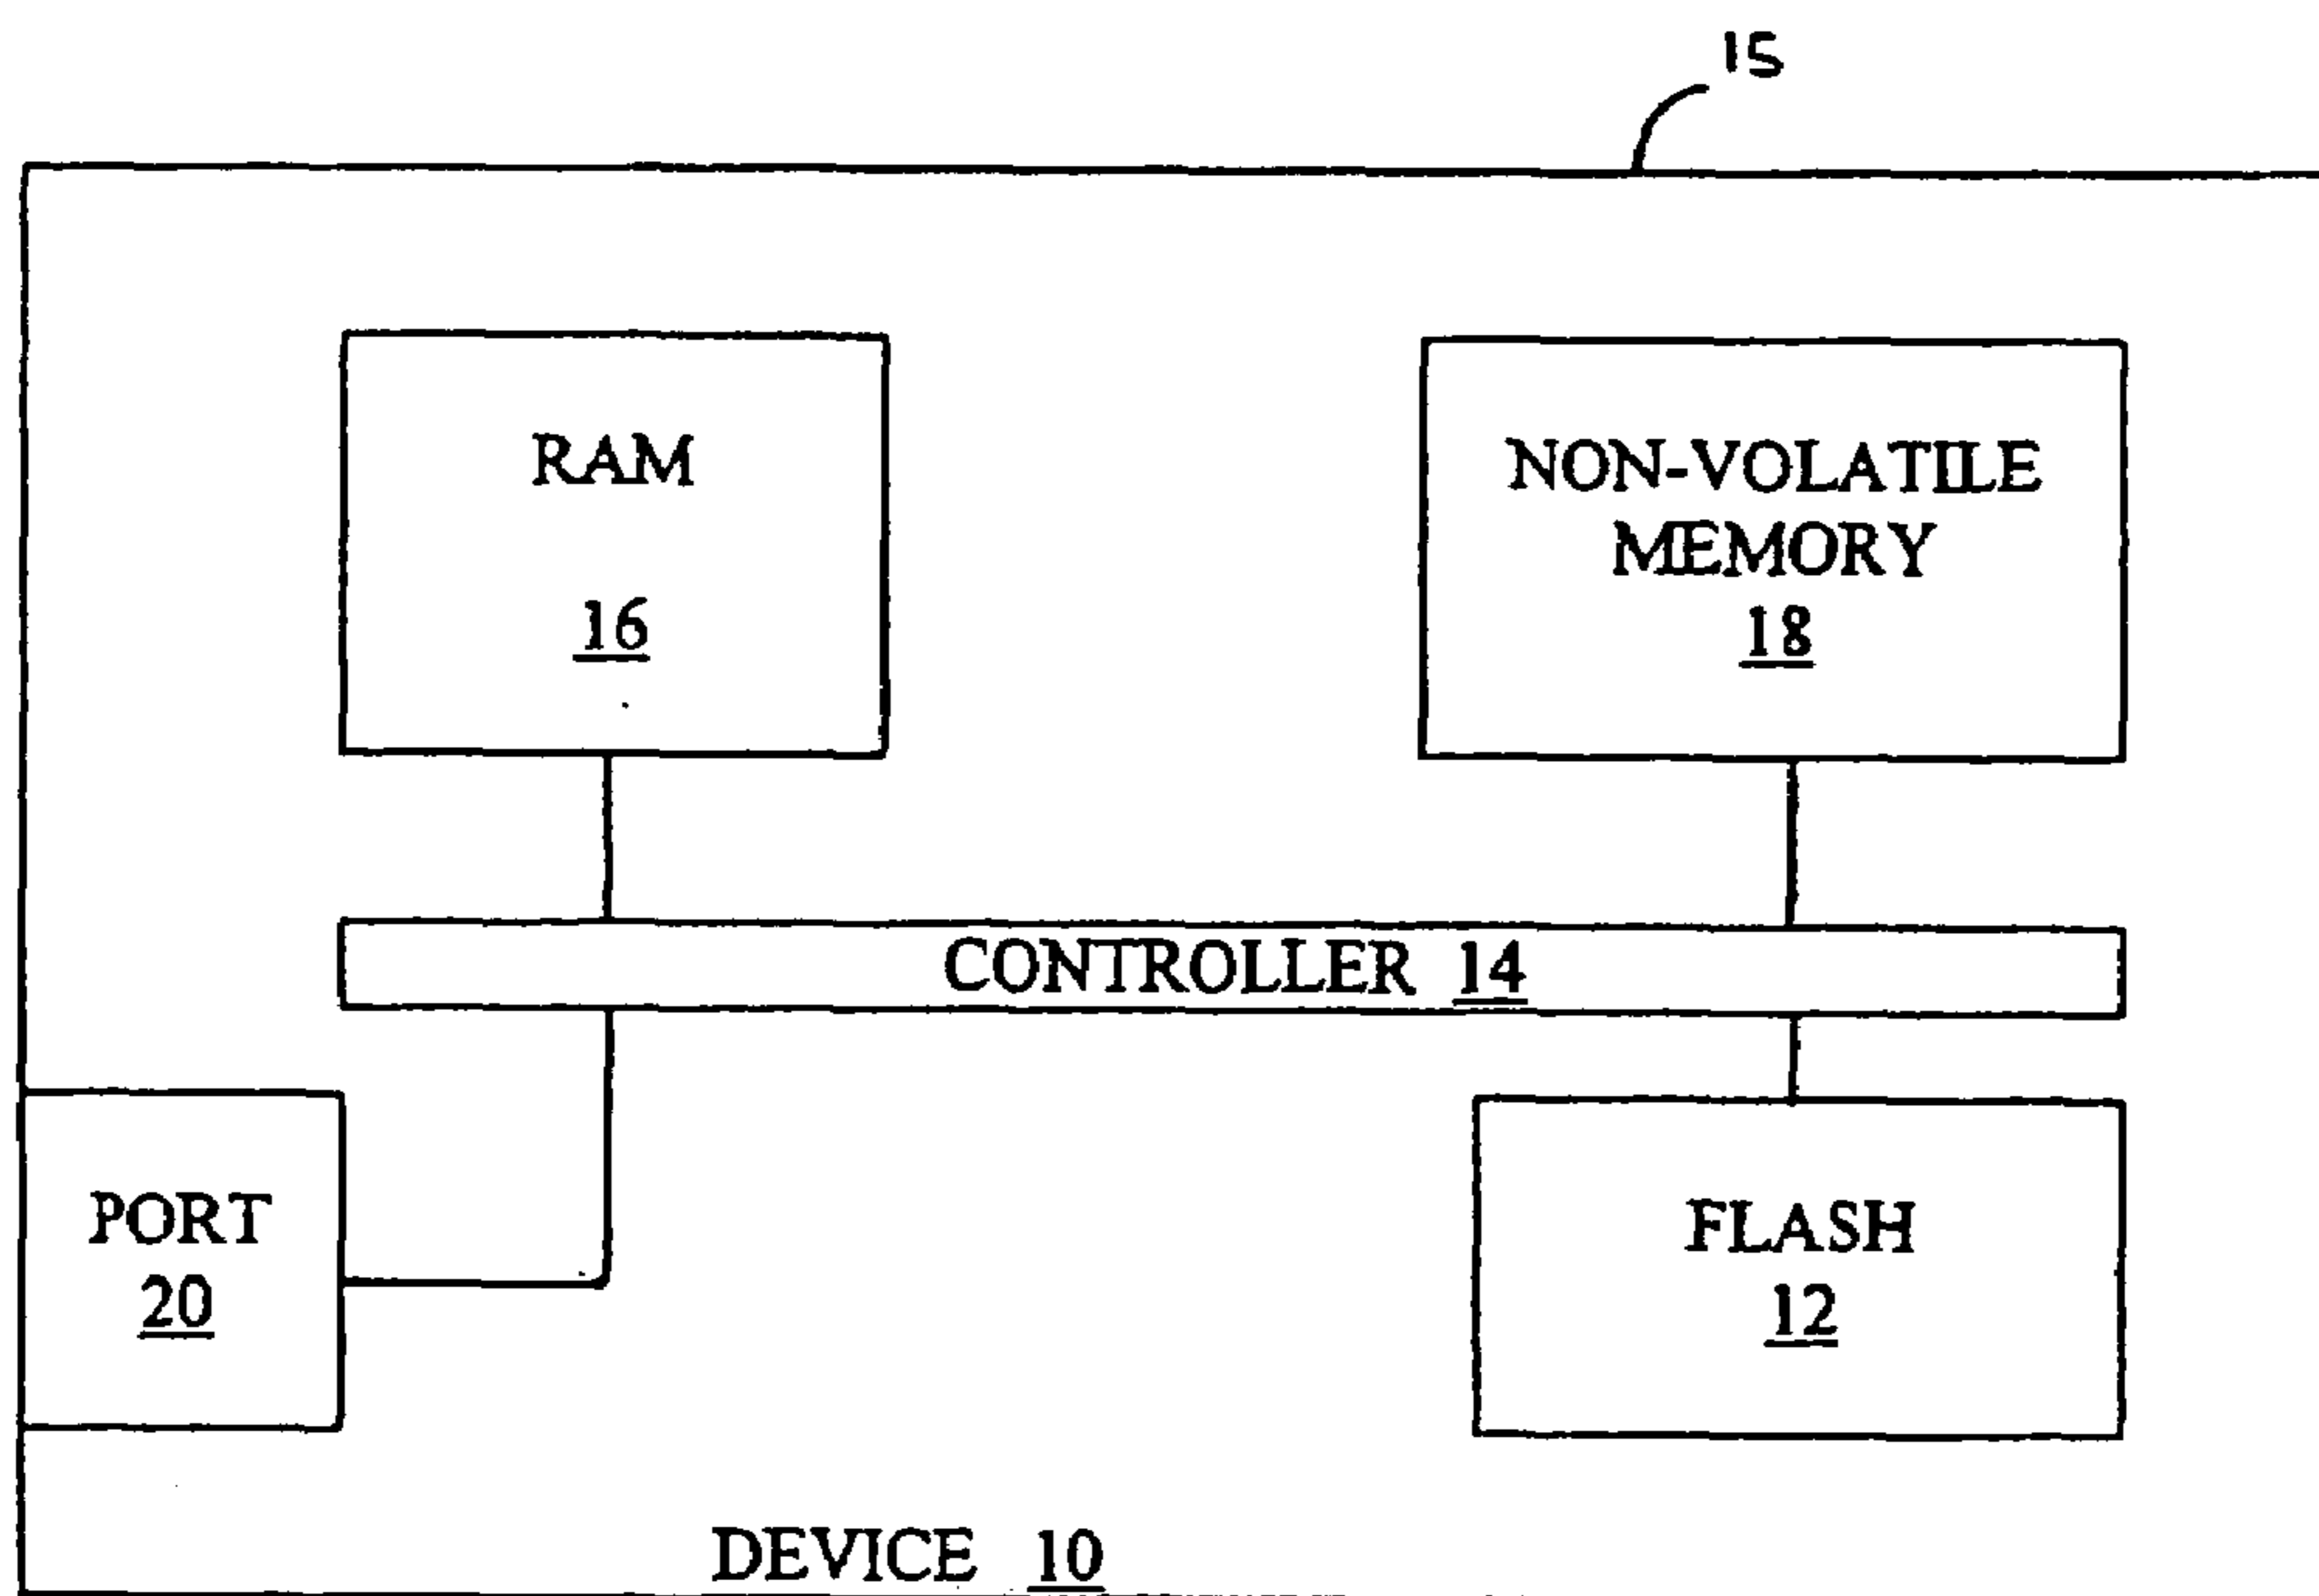 15
RAM
16
NON-VOLATILE
MEMORY
18
CONTROLLER 14
PORT
20
FLASH
12
DEVICE 10